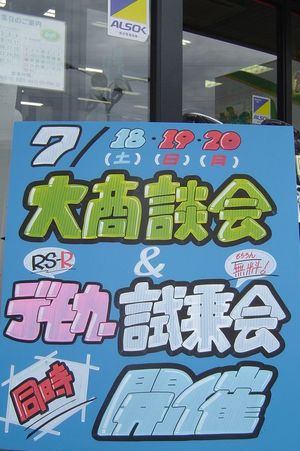 ALSOK
ALSOK
7/18・19・20
(土)(日)(月)
大商談会
RS-R
&
もちろん
無料!
デモカー試乗会
同時
開催